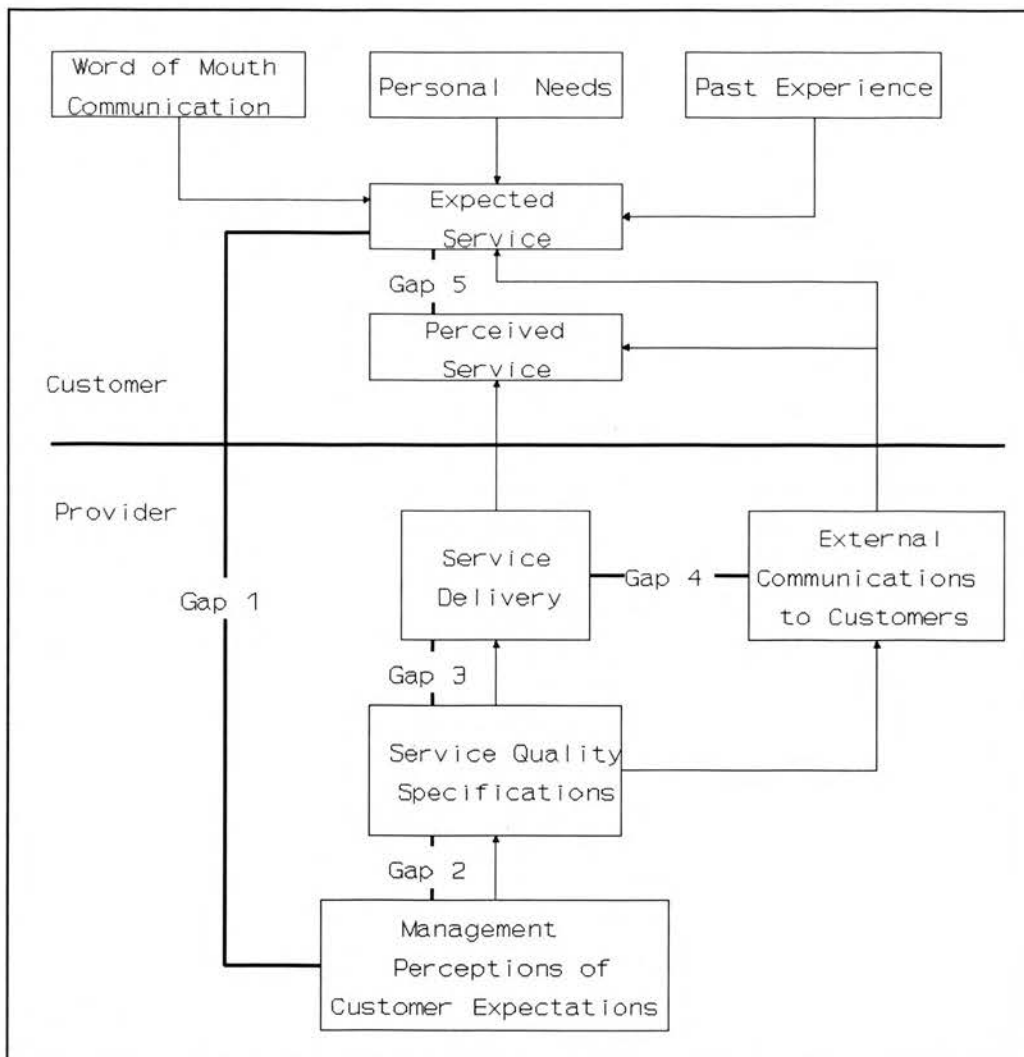 Word of Mouth
Communication
Personal Needs
Past Experience
Expected
Service
Gap 5
Perceived
Service
Customer
Provider
Service
Delivery
Gap 4
External
Communications
to Customers
Gap 1
Gap 3
Service Quality
Specifications
Gap 2
Management
Perceptions of
Customer Expectations